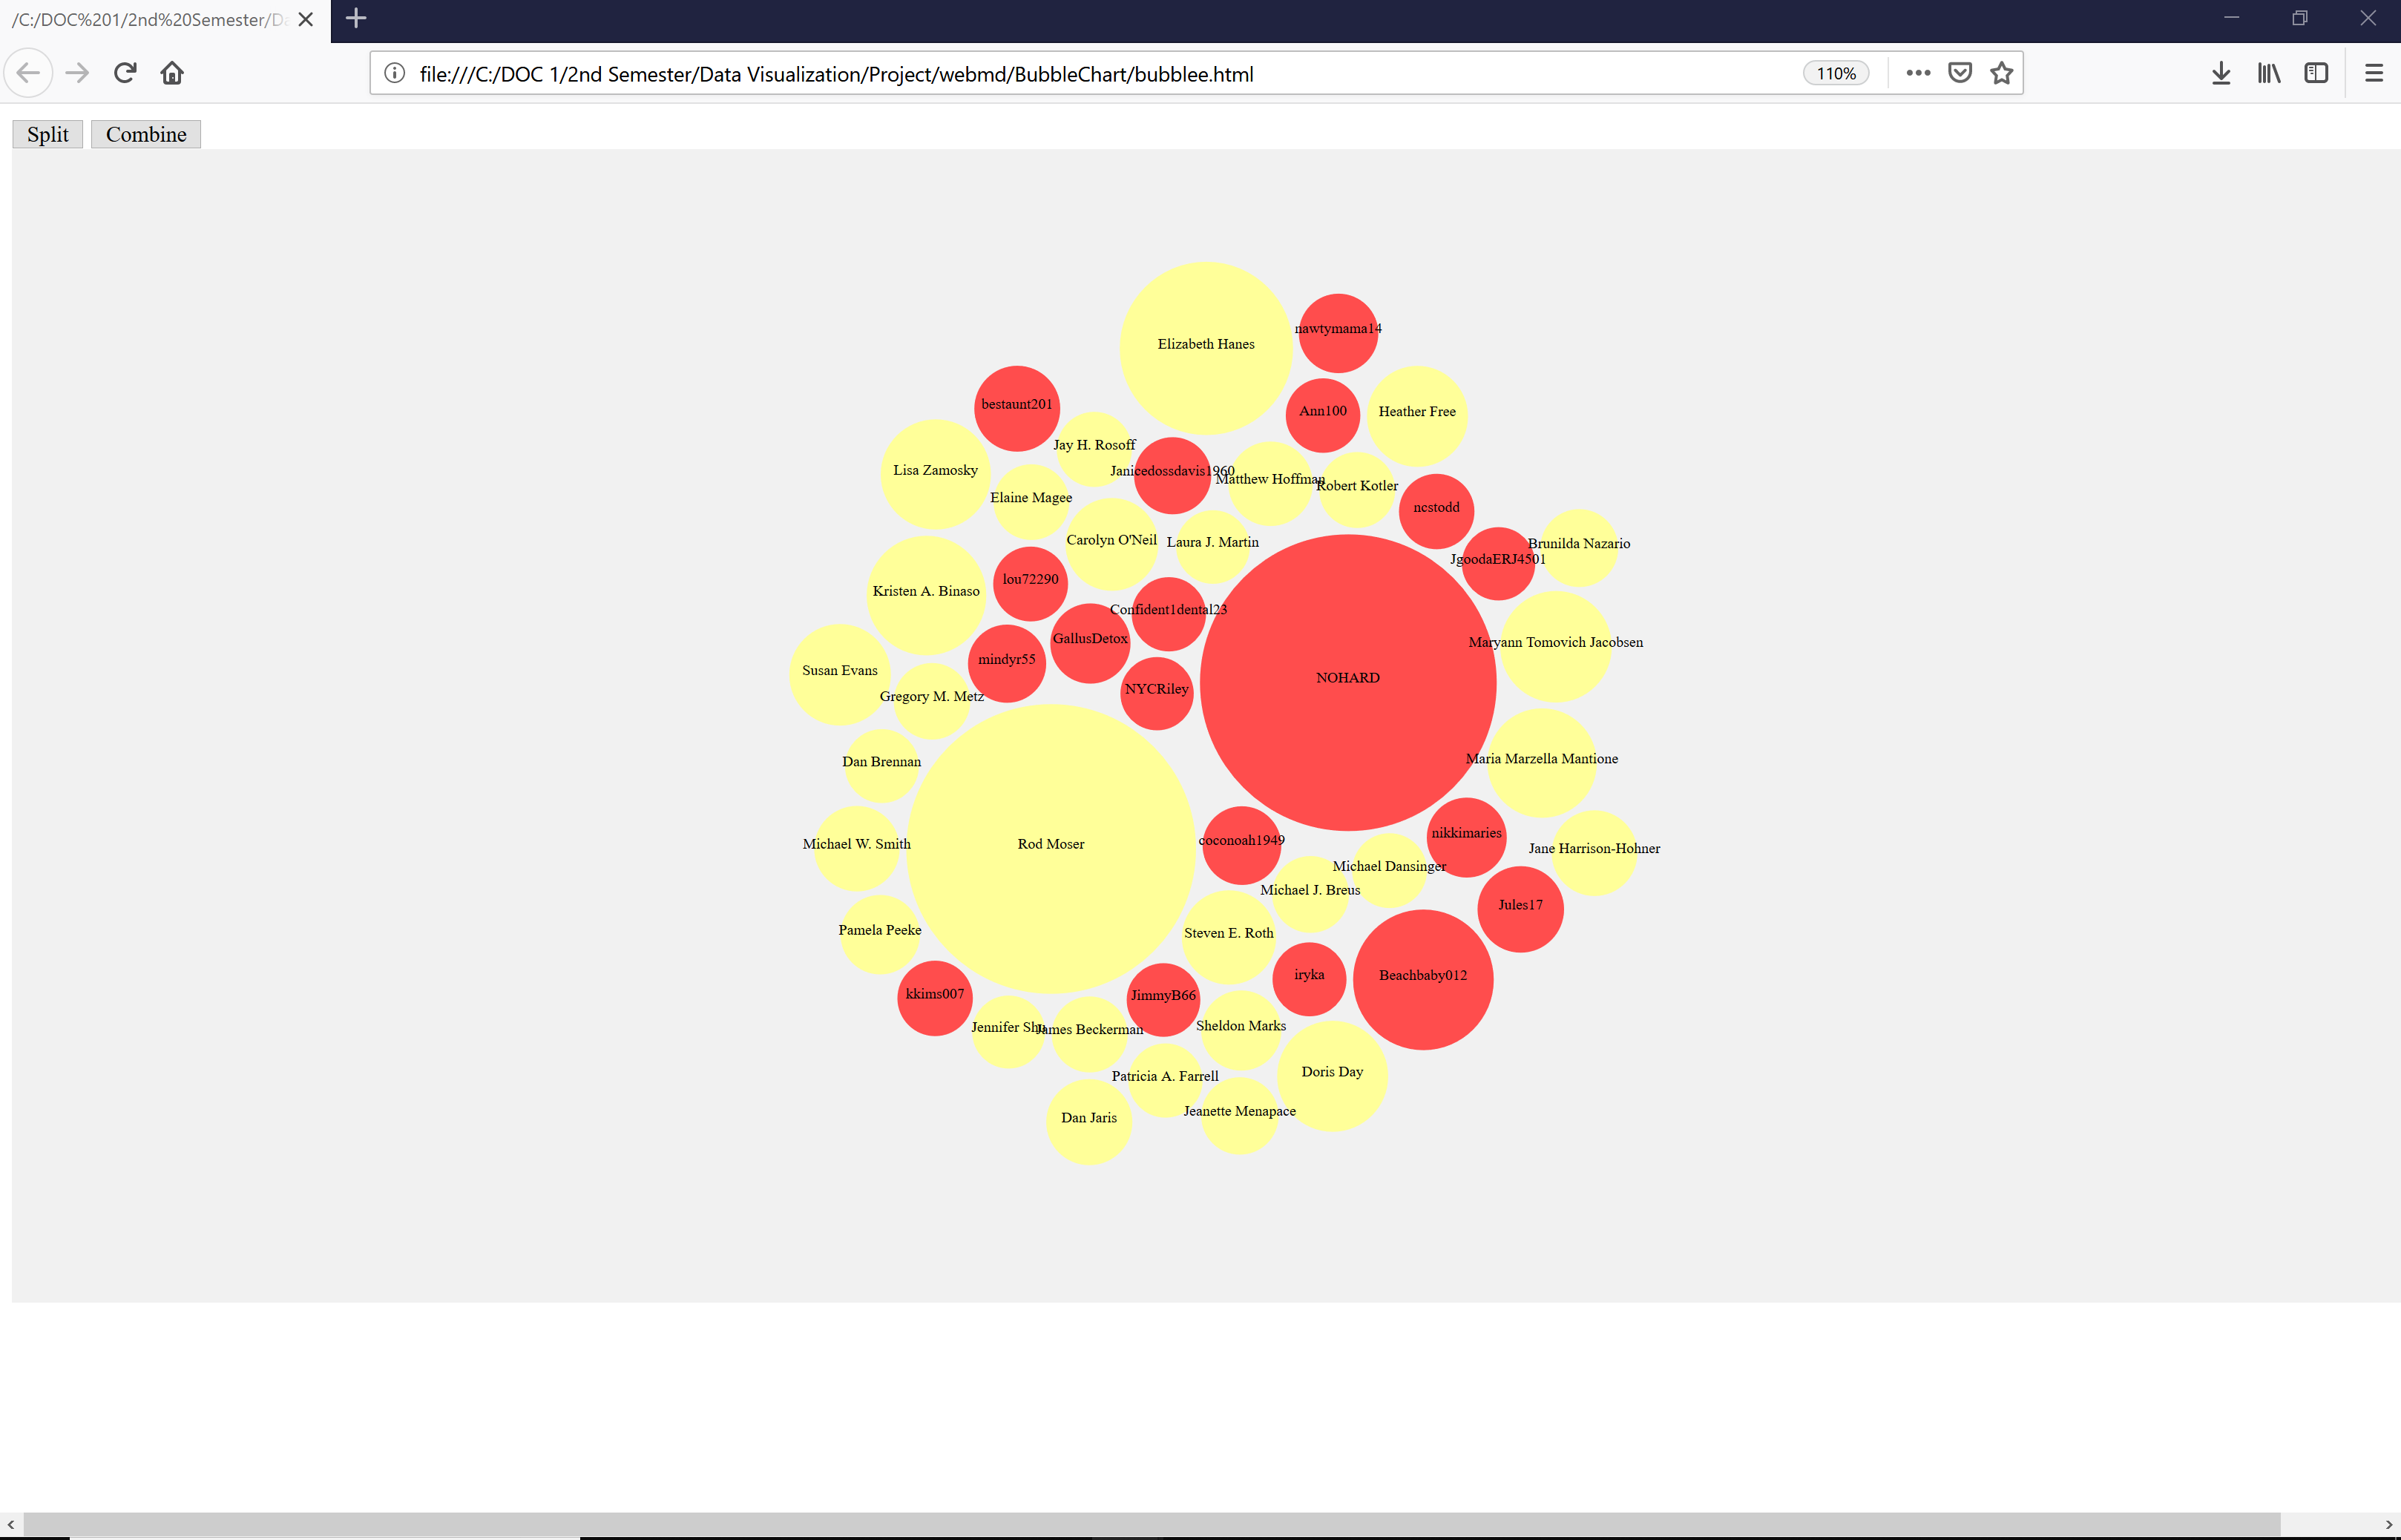 /C:/DOC%201/2nd%20Semester/Da
file:///C:/DOC 1/2nd Semester/Data Visualization/Project/webmd/BubbleChart/bubblee.html
110%
Split
Combine
Elizabeth Hanes
nawtymama14
bestaunt201
Ann100
Heather Free
Jay H. Rosoff
Lisa Zamosky
Janicedossdavis1960
Matthew Hoffman
Robert Kotler
Elaine Magee
ncstodd
Carolyn O'Neil
Laura J. Martin
Brunilda Nazario
JgoodaERJ4501
lou72290
Kristen A. Binaso
Confident1dental23
GallusDetox
Maryann Tomovich Jacobsen
mindyr55
Susan Evans
NOHARD
NYCRiley
Gregory M. Metz
Maria Marzella Mantione
Dan Brennan
nikkimaries
coconoah1949
Michael W. Smith
Rod Moser
Jane Harrison-Hohner
Michael Dansinger
Michael J. Breus
Jules17
Pamela Peeke
Steven E. Roth
iryka
Beachbaby012
kkims007
JimmyB66
Jennifer Shu
James Beckerman
Sheldon Marks
Doris Day
Patricia A. Farrell
Jeanette Menapace
Dan Jaris